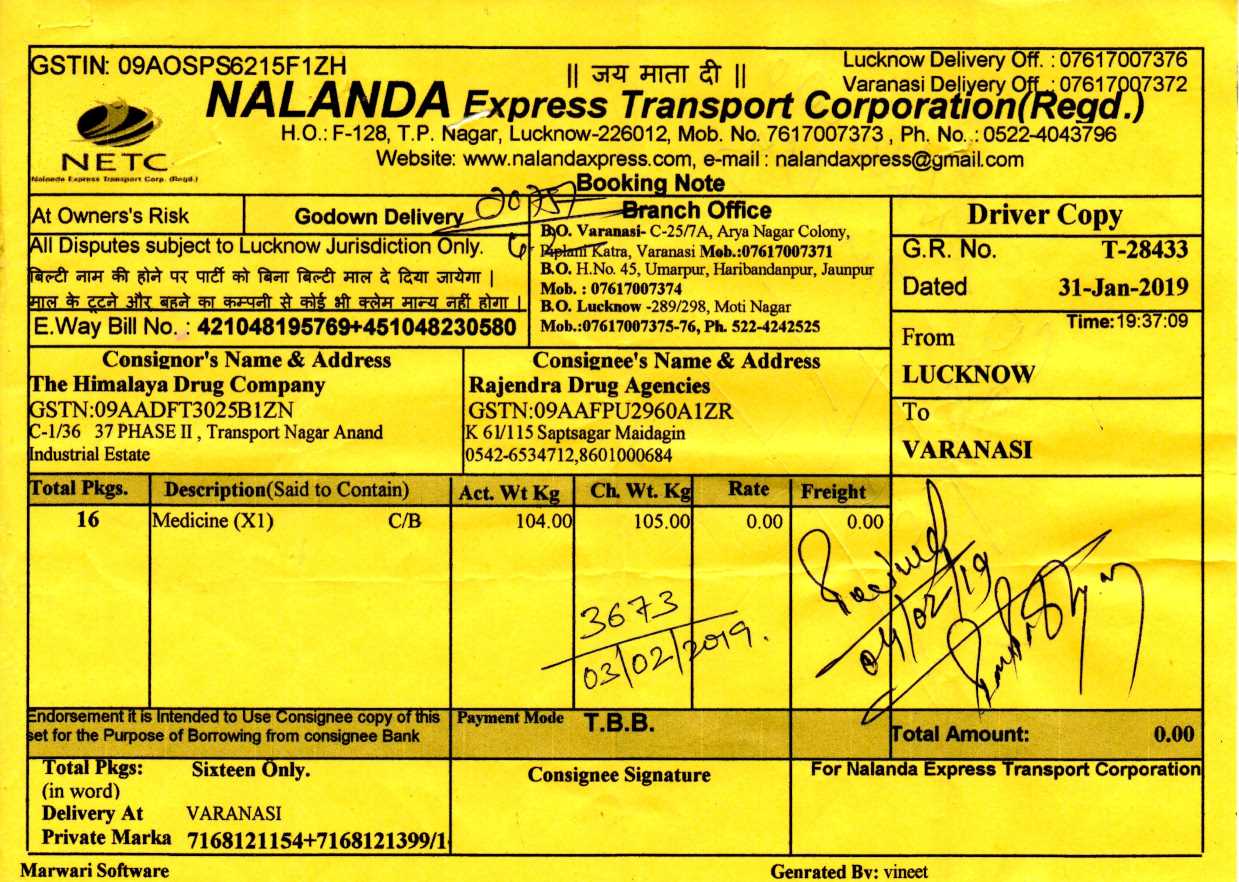 GSTIN: 09AOSPS6215F1ZH
|| जय माता दी ||
Lucknow Delivery Off. : 07617007376
Varanasi Delivery Off. : 07617007372
NALANDA Express Transport Corporation(Regd.)
NETC
Nalanda Express Transport Corp. (Regd.)
H.O.: F-128, T.P. Nagar, Lucknow-226012, Mob. No. 7617007373 , Ph. No. : 0522-4043796
Website: www.nalandaxpress.com, e-mail : nalandaxpress@gmail.com
Booking Note
At Owners's Risk
Godown Delivery
All Disputes subject to Lucknow Jurisdiction Only.
बिल्टी नाम की होने पर पार्टी को बिना बिल्टी माल दे दिया जायेगा |
माल के टूटने और बहने का कम्पनी से कोई भी क्लेम मान्य नहीं होगा |
E.Way Bill No. : 421048195769+451048230580
Branch Office
B.O. Varanasi- C-25/7A, Arya Nagar Colony,
Piplani Katra, Varanasi Mob.:07617007371
B.O. H.No. 45, Umarpur, Haribandanpur, Jaunpur
Mob. : 07617007374
B.O. Lucknow -289/298, Moti Nagar
Mob.:07617007375-76, Ph. 522-4242525
Driver Copy
G.R. No. T-28433
Dated 31-Jan-2019
Time:19:37:09
From
LUCKNOW
To
VARANASI
Consignor's Name & Address
The Himalaya Drug Company
GSTN:09AADFT3025B1ZN
C-1/36 37 PHASE II , Transport Nagar Anand
Industrial Estate
Consignee's Name & Address
Rajendra Drug Agencies
GSTN:09AAFPU2960A1ZR
K 61/115 Saptsagar Maidagin
0542-6534712,8601000684
Total Pkgs. Description(Said to Contain) Act. Wt Kg Ch. Wt. Kg Rate Freight
16 Medicine (X1) C/B 104.00 105.00 0.00 0.00
3673
03/02/2019.
Received
04/02/19
Endorsement it is Intended to Use Consignee copy of this
set for the Purpose of Borrowing from consignee Bank
Payment Mode T.B.B.
Total Amount: 0.00
Total Pkgs: Sixteen Only.
(in word)
Delivery At VARANASI
Private Marka 7168121154+7168121399/1
Consignee Signature
For Nalanda Express Transport Corporation
Marwari Software
Genrated By: vineet